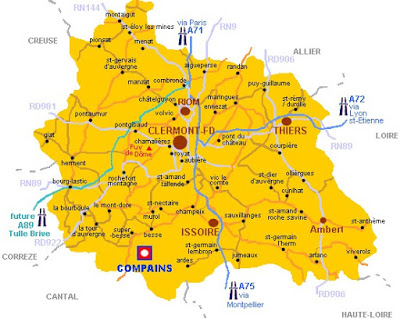 RN144
montaigut
st-éloy les mines
via Paris
A71
RN9
CREUSE
pionsat
menat
ALLIER
aigueperse
randan
RN906
st-gervais
d'auvergne
combronde
manzat
puy-guillaume
A72
via
Lyon
st-Etienne
châtelguyon
RIOM
maringues
ennezat
st-rémy
/ durolle
RD981
pontaumur
volvic
LOIRE
pontgibaud
CLERMONT-FD
THIERS
giat
chamalières
pont du
château
courpière
RN89
Puy
de Dôme
royat
aubière
herment
RN89
bourg-lastic
rochefort
montagne
st-amand
tallende
vic le
comte
st-dier
d'auvergne
olliergues
cunlhat
future
A89
Tulle Brive
la bourboule
le mont-dore
st-nectaire
murol
champeix
sauxillanges
st-amand
roche savine
st-anthème
la tour
d'auvergne
super
besse
besse
ISSOIRE
Ambert
RD922
COMPAINS
st-germain
lembron
st-germain
l'herm
CORREZE
ardes
jumeaux
arlanc
viverols
CANTAL
A75
via
Montpellier
RD906
HAUTE-LOIRE